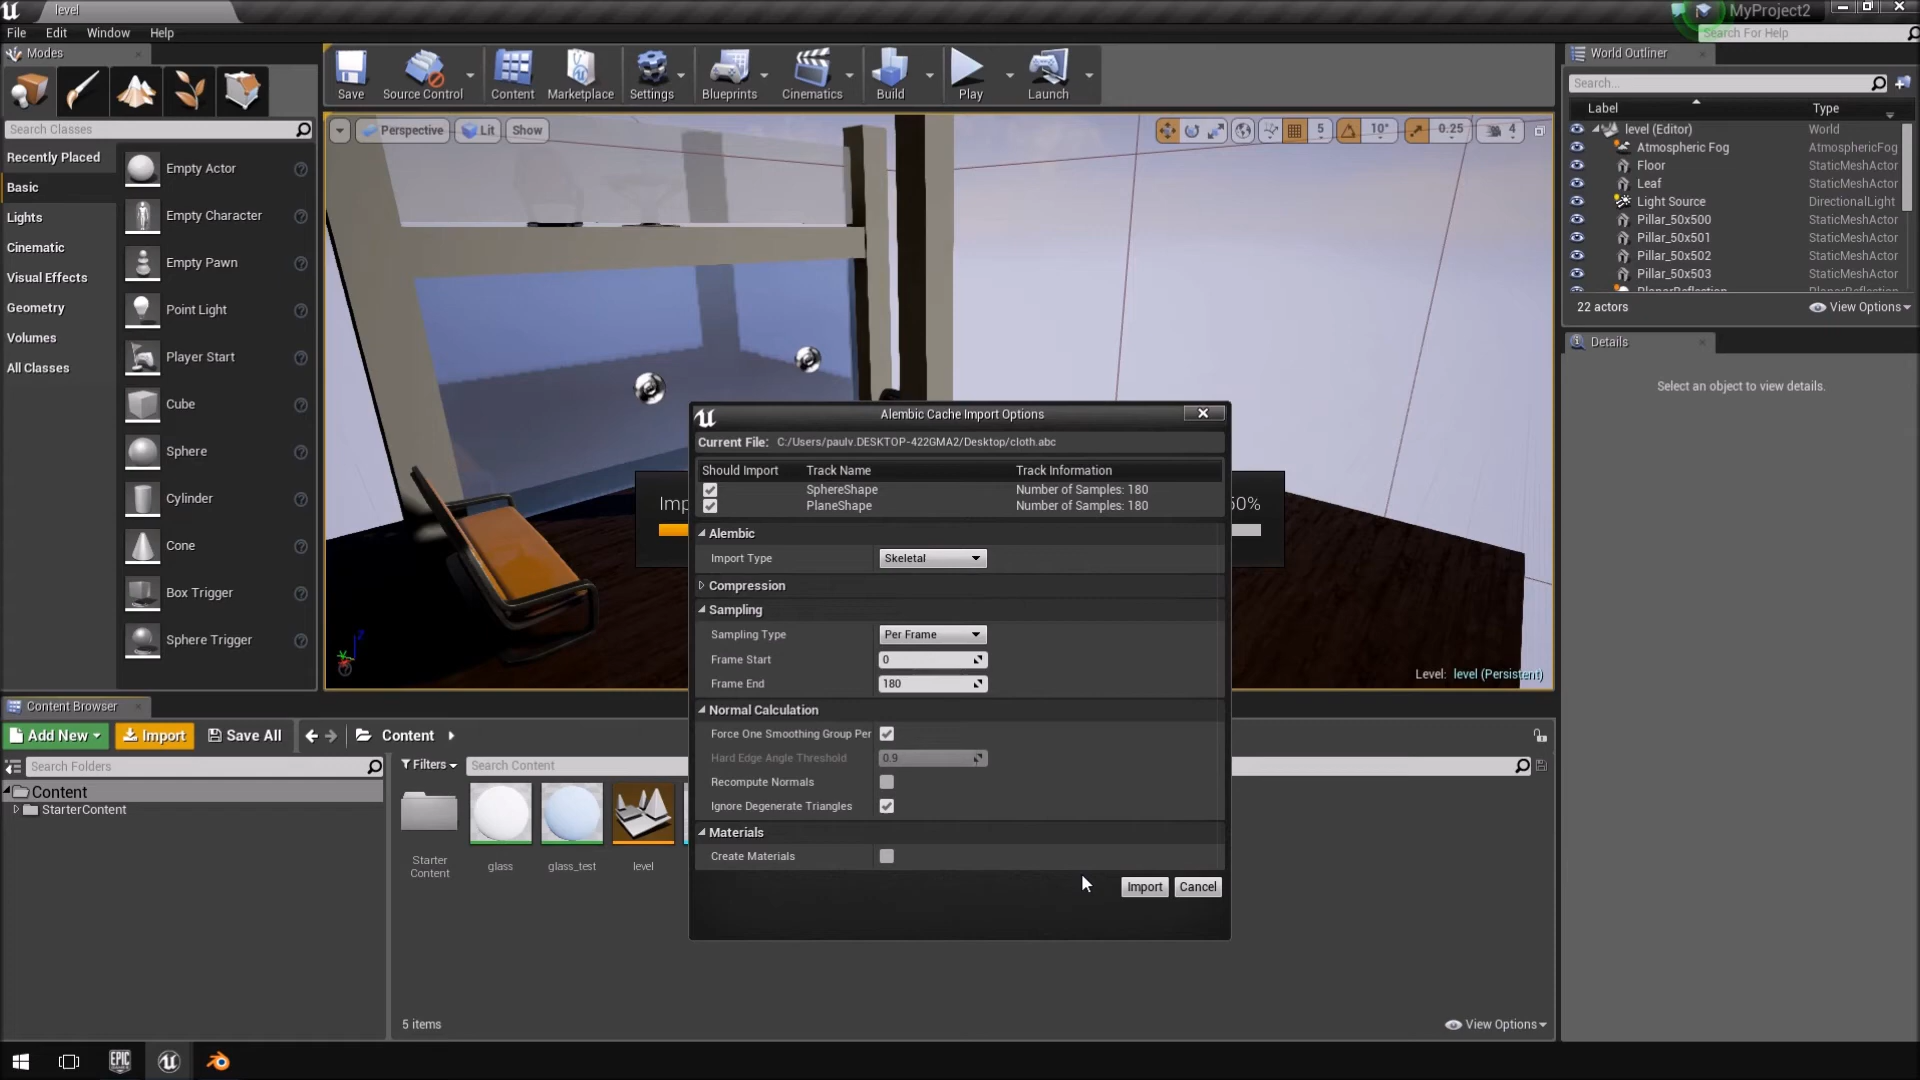 level
MyProject2
File Edit Window Help
Search For Help
Modes
Search Classes
Recently Placed
Basic
Lights
Cinematic
Visual Effects
Geometry
Volumes
All Classes
Empty Actor
Empty Character
Empty Pawn
Point Light
Player Start
Cube
Sphere
Cylinder
Cone
Box Trigger
Sphere Trigger
Save Source Control Content Marketplace Settings Blueprints Cinematics Build Play Launch
Perspective Lit Show
5 10° 0.25 4
Imp
50%
Level: level (Persistent)
Alembic Cache Import Options
Current File: C:/Users/paulv.DESKTOP-422GMA2/Desktop/cloth.abc
Should Import Track Name Track Information
SphereShape Number of Samples: 180
PlaneShape Number of Samples: 180
Alembic
Import Type Skeletal
Compression
Sampling
Sampling Type Per Frame
Frame Start 0
Frame End 180
Normal Calculation
Force One Smoothing Group Per
Hard Edge Angle Threshold 0.9
Recompute Normals
Ignore Degenerate Triangles
Materials
Create Materials
Import Cancel
World Outliner
Search...
Label Type
level (Editor) World
Atmospheric Fog AtmosphericFog
Floor StaticMeshActor
Leaf StaticMeshActor
Light Source DirectionalLight
Pillar_50x500 StaticMeshActor
Pillar_50x501 StaticMeshActor
Pillar_50x502 StaticMeshActor
Pillar_50x503 StaticMeshActor
22 actors View Options
Details
Select an object to view details.
Content Browser
Add New Import Save All Content
Search Folders
Content
StarterContent
Filters Search Content
Starter
Content
glass
glass_test
level
5 items View Options
EPIC